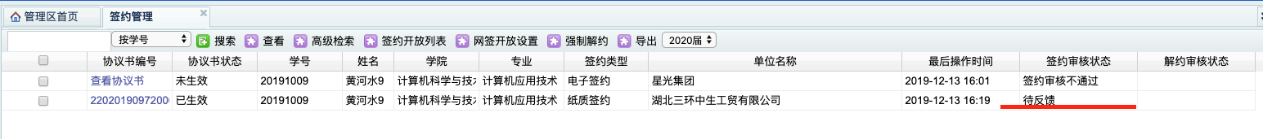 管理区首页 签约管理
按学号 搜索 查看 高级检索 签约开放列表 网签开放设置 强制解约 导出 2020届
协议书编号 协议书状态 学号 姓名 学院 专业 签约类型 单位名称 最后操作时间 签约审核状态 解约审核状态
查看协议书 未生效 20191009 黄河水9 计算机科学与技 计算机应用技术 电子签约 星光集团 2019-12-13 16:01 签约审核不通过
2202019097200 已生效 20191009 黄河水9 计算机科学与技 计算机应用技术 纸质签约 湖北三环中生工贸有限公司 2019-12-13 16:19 待反馈